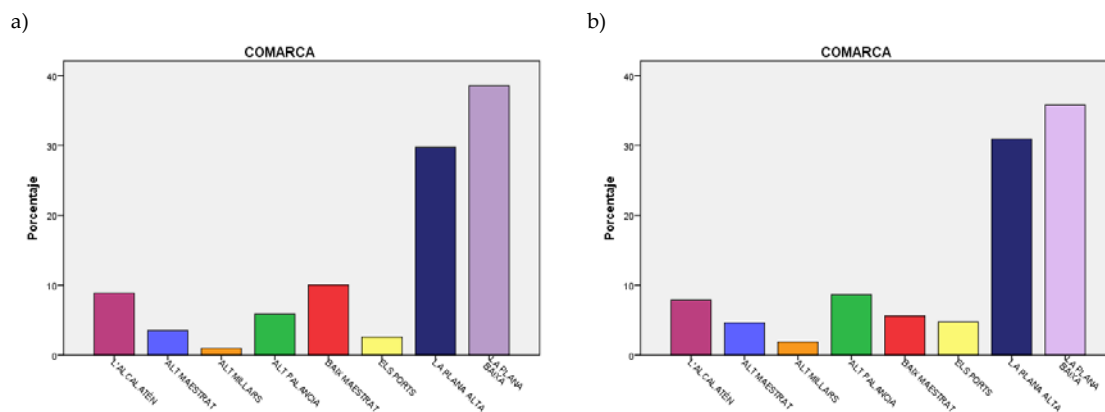 a)
COMARCA
Porcentaje
40
30
20
10
0
L'ALCALATÉN
ALT MAESTRAT
ALT MILLARS
ALT PALANCIA
BAIX MAESTRAT
ELS PORTS
LA PLANA ALTA
LA PLANA
BAIXA
b)
COMARCA
Porcentaje
40
30
20
10
0
L'ALCALATÉN
ALT MAESTRAT
ALT MILLARS
ALT PALANCIA
BAIX MAESTRAT
ELS PORTS
LA PLANA ALTA
LA PLANA
BAIXA